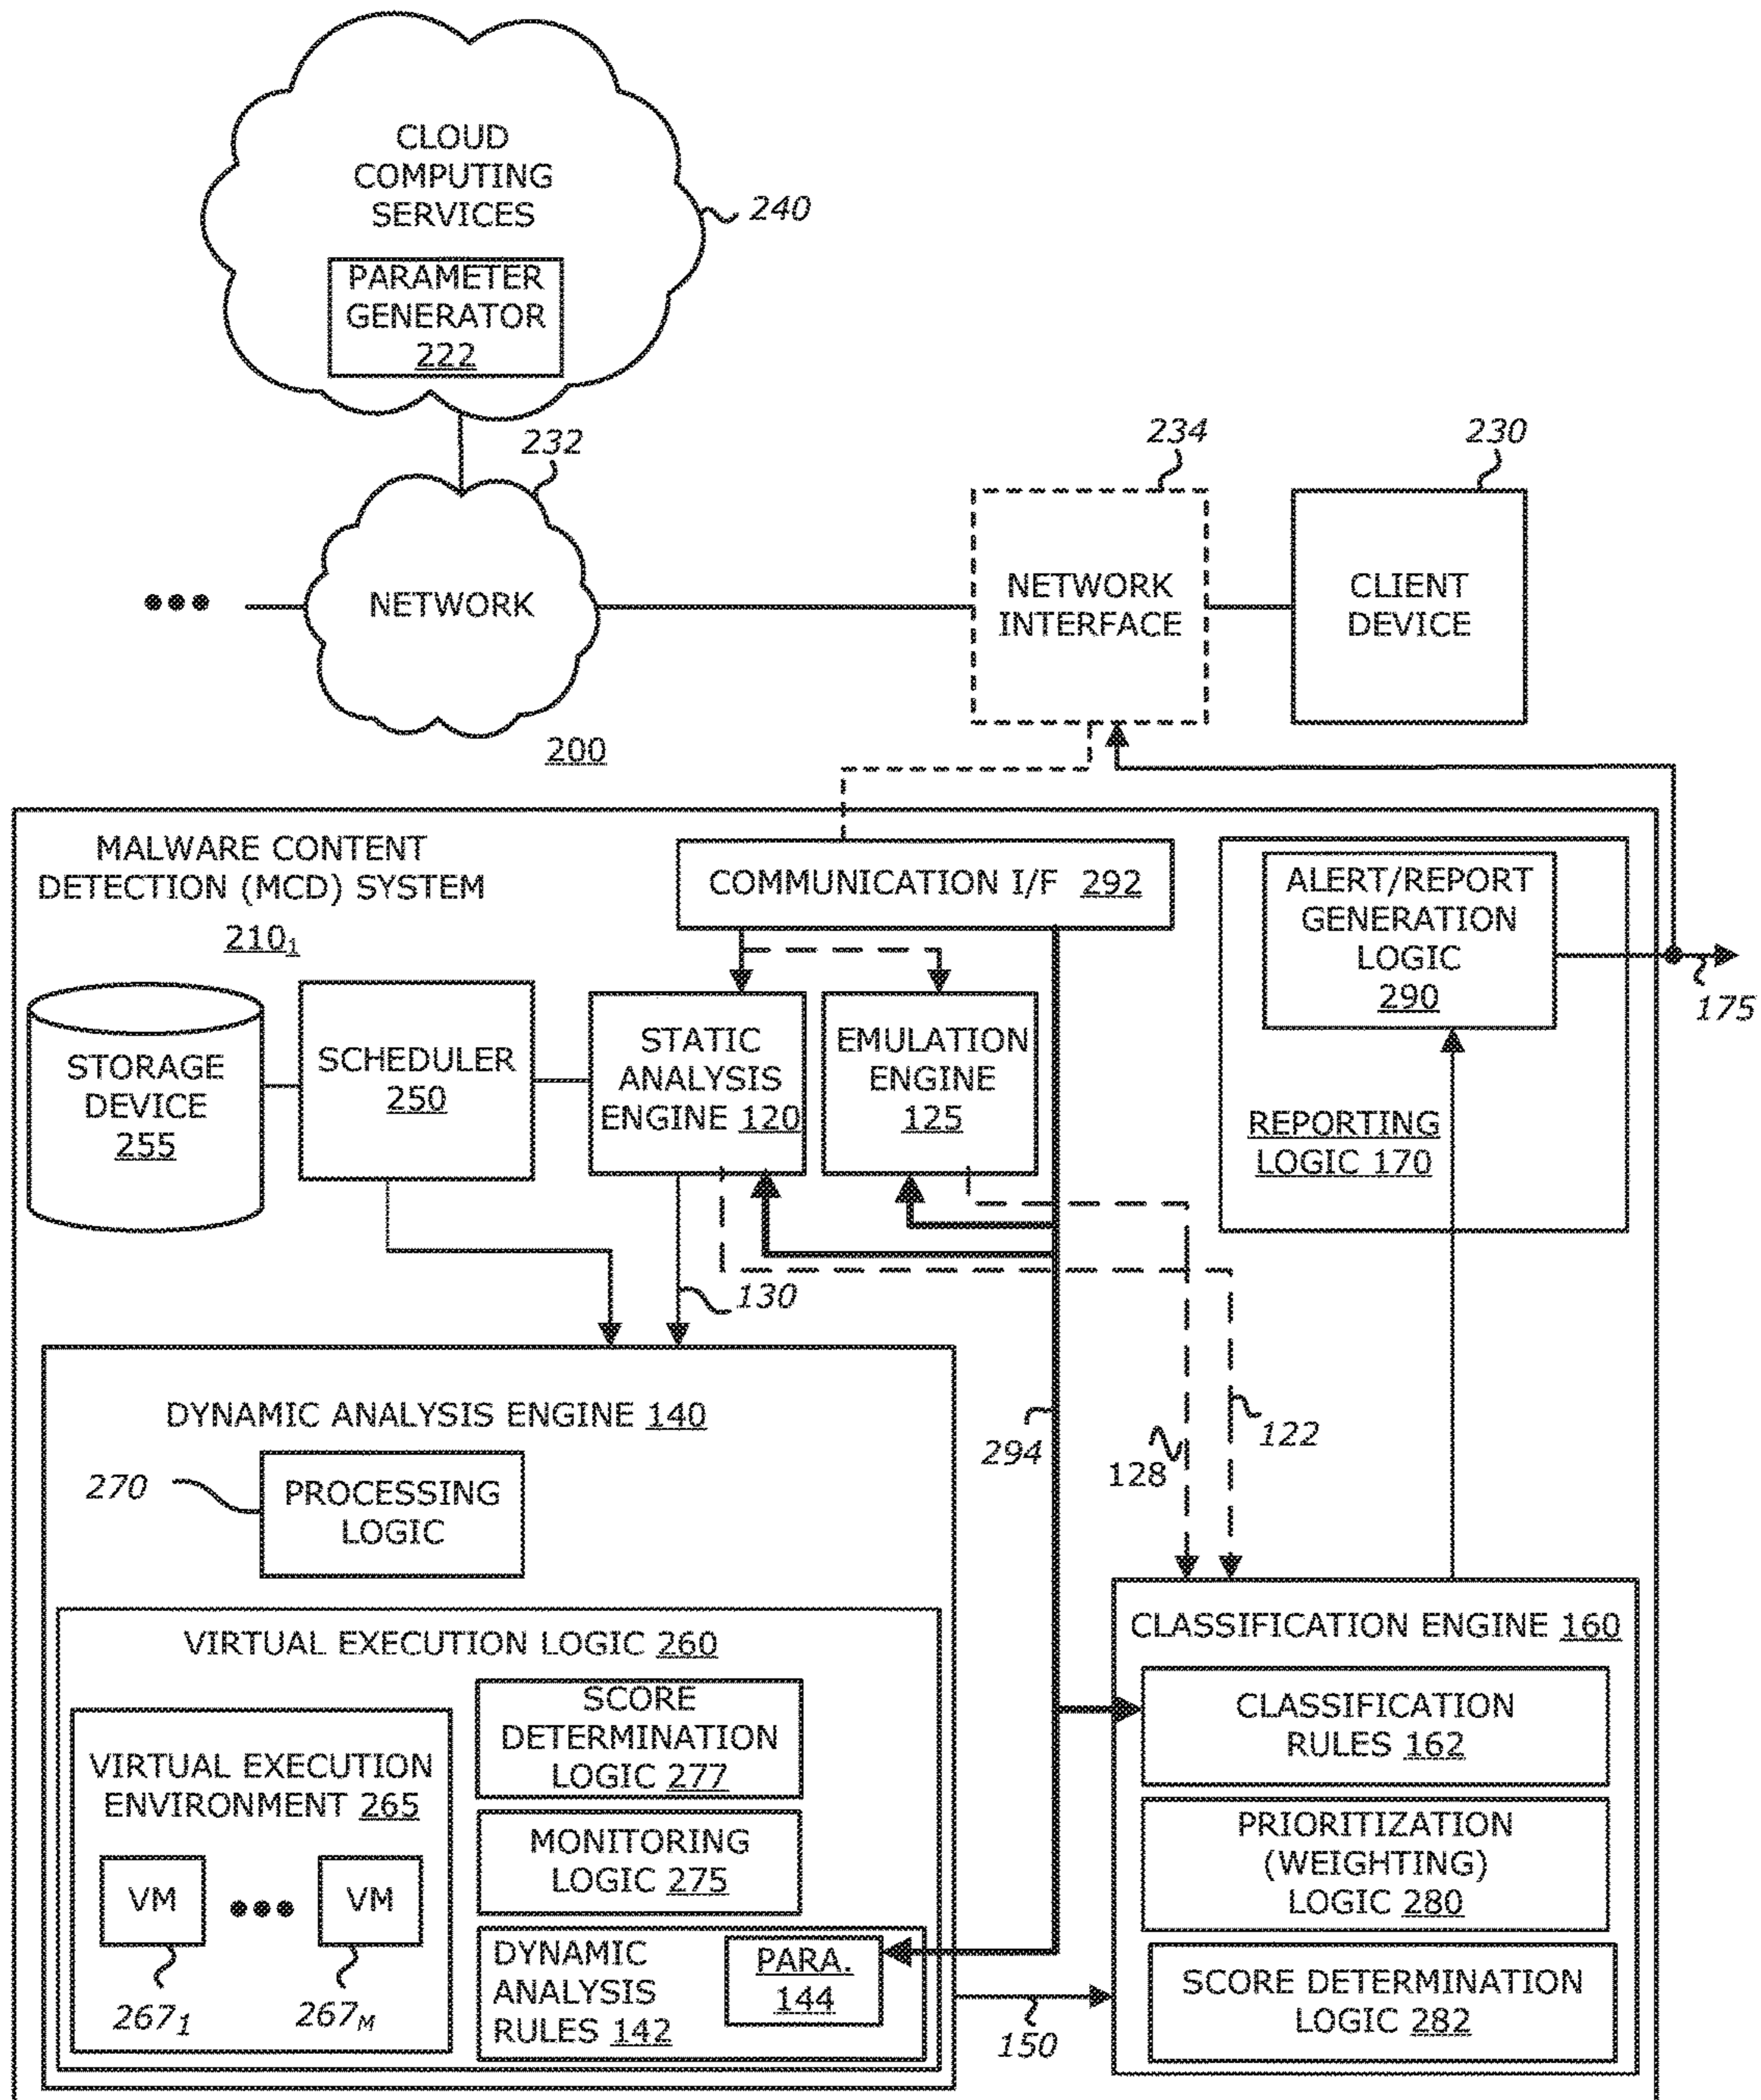 CLOUD
COMPUTING
SERVICES
240
PARAMETER
GENERATOR
222
232
234
230
NETWORK
NETWORK
INTERFACE
CLIENT
DEVICE
200
MALWARE CONTENT
DETECTION (MCD) SYSTEM
210₁
COMMUNICATION I/F 292
ALERT/REPORT
GENERATION
LOGIC
290
175
STORAGE
DEVICE
255
SCHEDULER
250
STATIC
ANALYSIS
ENGINE 120
EMULATION
ENGINE
125
REPORTING
LOGIC 170
130
DYNAMIC ANALYSIS ENGINE 140
294
128
122
270
PROCESSING
LOGIC
VIRTUAL EXECUTION LOGIC 260
SCORE
DETERMINATION
LOGIC 277
VIRTUAL EXECUTION
ENVIRONMENT 265
MONITORING
LOGIC 275
VM
●●●
VM
267₁
267M
DYNAMIC
ANALYSIS
RULES 142
PARA.
144
150
CLASSIFICATION ENGINE 160
CLASSIFICATION
RULES 162
PRIORITIZATION
(WEIGHTING)
LOGIC 280
SCORE DETERMINATION
LOGIC 282